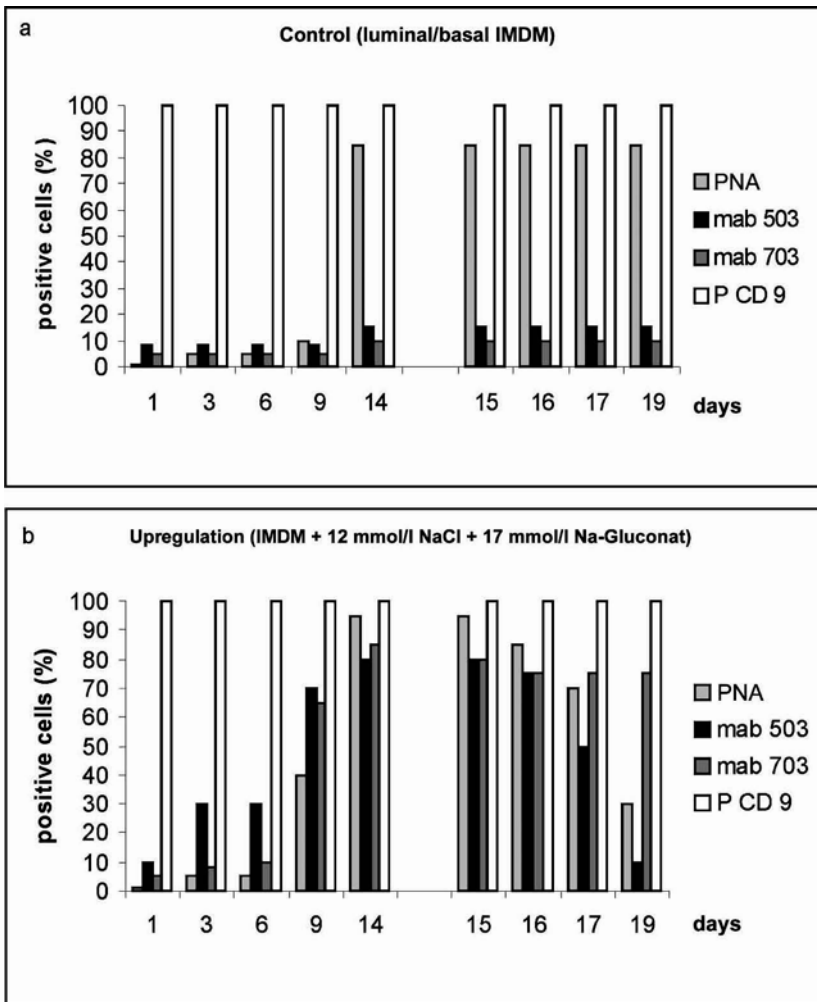 a
Control (luminal/basal IMDM)
positive cells (%)
100
90
80
70
60
50
40
30
20
10
0
1 3 6 9 14 15 16 17 19 days
PNA
mab 503
mab 703
P CD 9
b
Upregulation (IMDM + 12 mmol/l NaCl + 17 mmol/l Na-Gluconat)
positive cells (%)
100
90
80
70
60
50
40
30
20
10
0
1 3 6 9 14 15 16 17 19 days
PNA
mab 503
mab 703
P CD 9